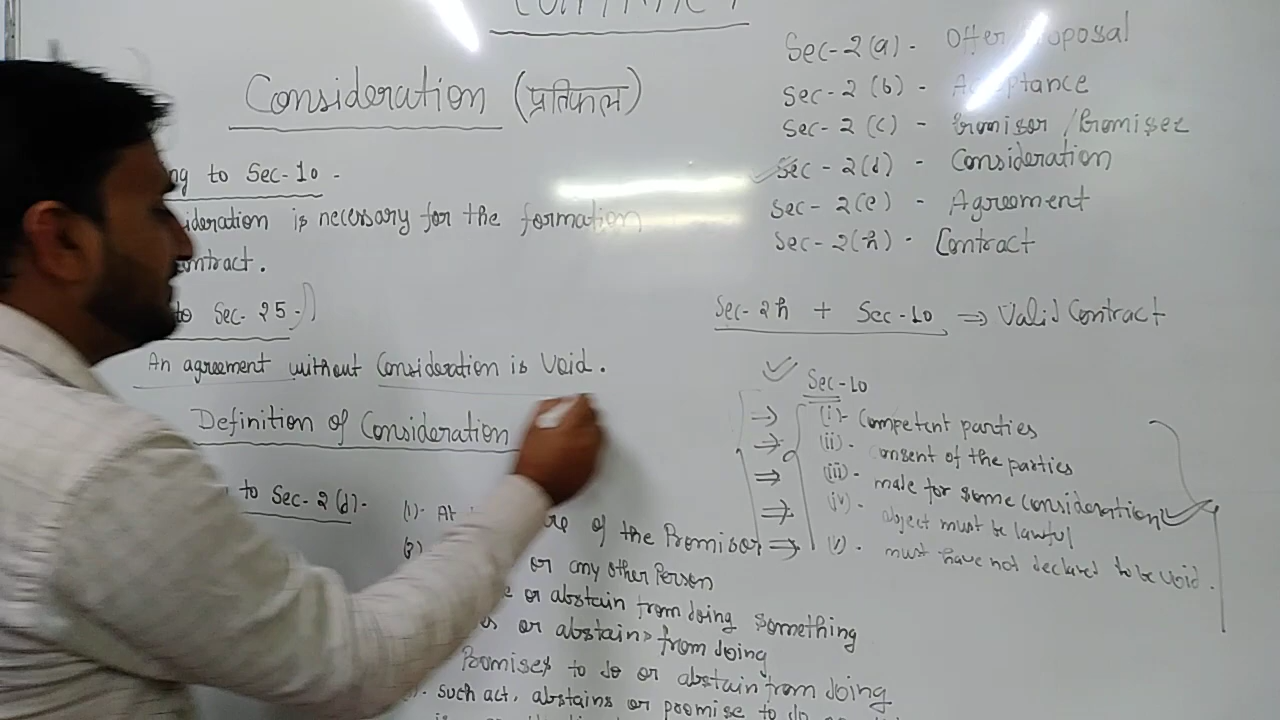 Consideration (प्रतिफल)
ng to Sec-10 -
ideration is necessary for the formation
ontract.
to Sec- 25 -
An agreement without Consideration is Void.
Definition of Consideration
to Sec- 2(d)-
(1)- At of the Promisor
(2) or any other Person
or abstain from doing something
or abstains from doing
Promises to do or abstain from doing
such act, abstains or promise to do
Sec-2(a) - Offer
Sec-2(b) -
Sec-2(c) - Promisor/Promisee
Sec-2(d) - Consideration
Sec-2(e) - Agreement
Sec-2(h) - Contract
Sec-2h + Sec-10 ⇒ Valid Contract
Sec-10
⇒ (i)- Competent parties
⇒ (ii)- consent of the parties
⇒ (iii)- made for some consideration
⇒ (iv)- object must be lawful
⇒ (v)- must have not declared to be void.